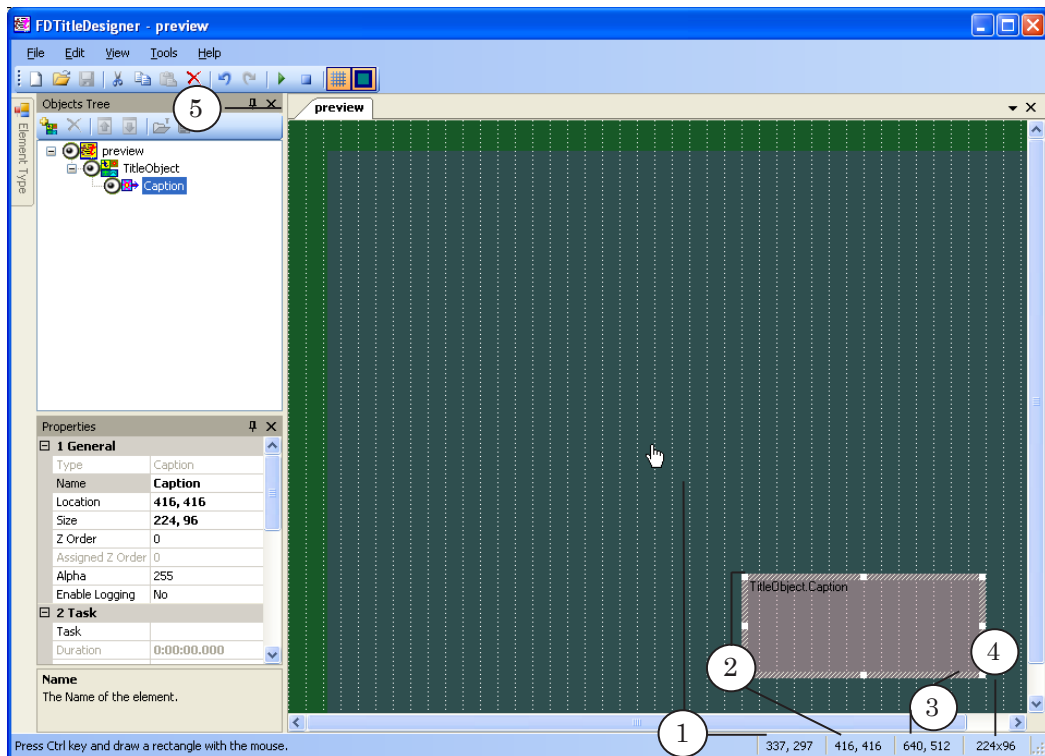 FDTitleDesigner - preview
File Edit View Tools Help
Objects Tree
5
preview
Element Type
preview
TitleObject
Caption
Properties
1 General
Type Caption
Name Caption
Location 416, 416
Size 224, 96
Z Order 0
Assigned Z Order 0
Alpha 255
Enable Logging No
2 Task
Task
Duration 0:00:00.000
Name
The Name of the element.
TitleObject.Caption
1
2
3
4
Press Ctrl key and draw a rectangle with the mouse.
337, 297
416, 416
640, 512
224x96